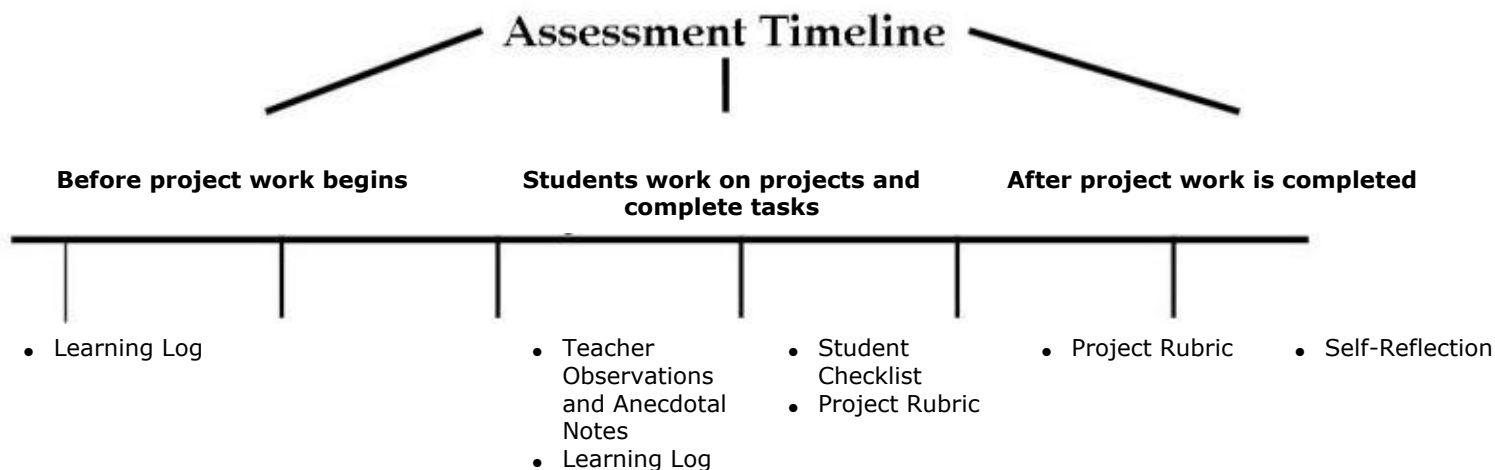 Assessment Timeline
Before project work begins
Students work on projects and
complete tasks
After project work is completed
• Learning Log
• Teacher
Observations
and Anecdotal
Notes
• Learning Log
• Student
Checklist
• Project Rubric
• Project Rubric
• Self-Reflection